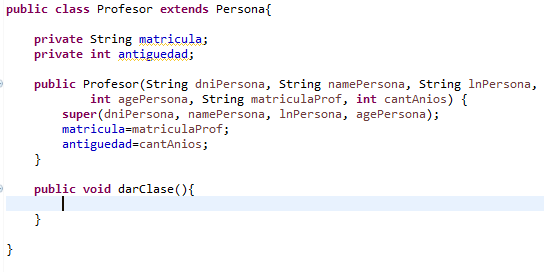 public class Profesor extends Persona{
private String matricula;
private int antiguedad;
public Profesor(String dniPersona, String namePersona, String lnPersona,
int agePersona, String matriculaProf, int cantAnios) {
super(dniPersona, namePersona, lnPersona, agePersona);
matricula=matriculaProf;
antiguedad=cantAnios;
}
public void darClase(){
}
}